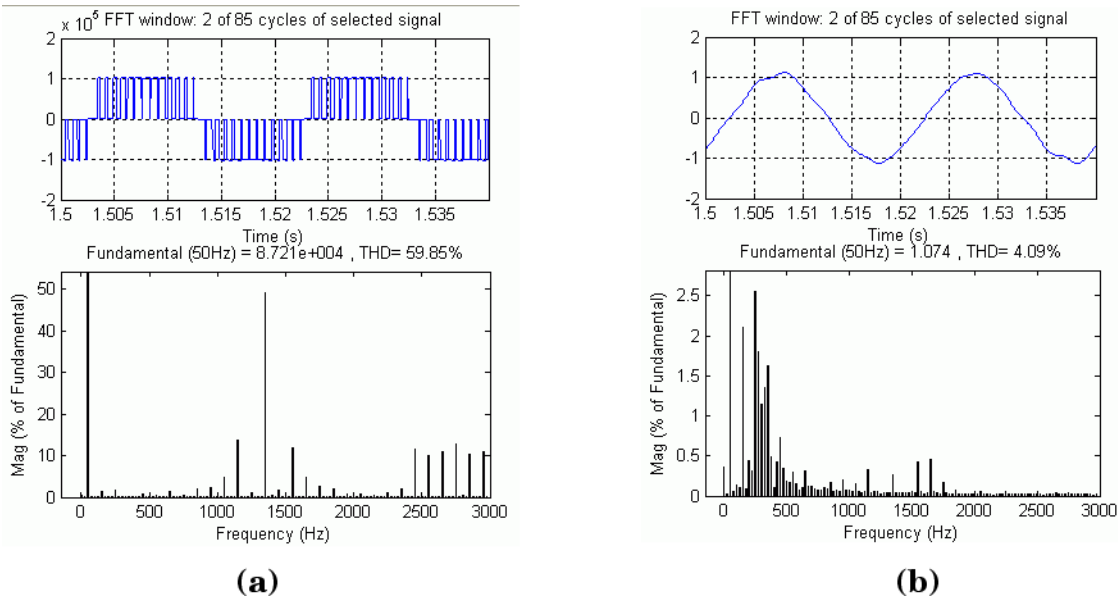 FFT window: 2 of 85 cycles of selected signal
x 10^5
2
1
0
-1
-2
1.5 1.505 1.51 1.515 1.52 1.525 1.53 1.535
Time (s)
Fundamental (50Hz) = 8.721e+004 , THD= 59.85%
50
40
30
20
10
0
Mag (% of Fundamental)
0 500 1000 1500 2000 2500 3000
Frequency (Hz)
(a)
FFT window: 2 of 85 cycles of selected signal
2
1
0
-1
-2
1.5 1.505 1.51 1.515 1.52 1.525 1.53 1.535
Time (s)
Fundamental (50Hz) = 1.074 , THD= 4.09%
2.5
2
1.5
1
0.5
0
Mag (% of Fundamental)
0 500 1000 1500 2000 2500 3000
Frequency (Hz)
(b)